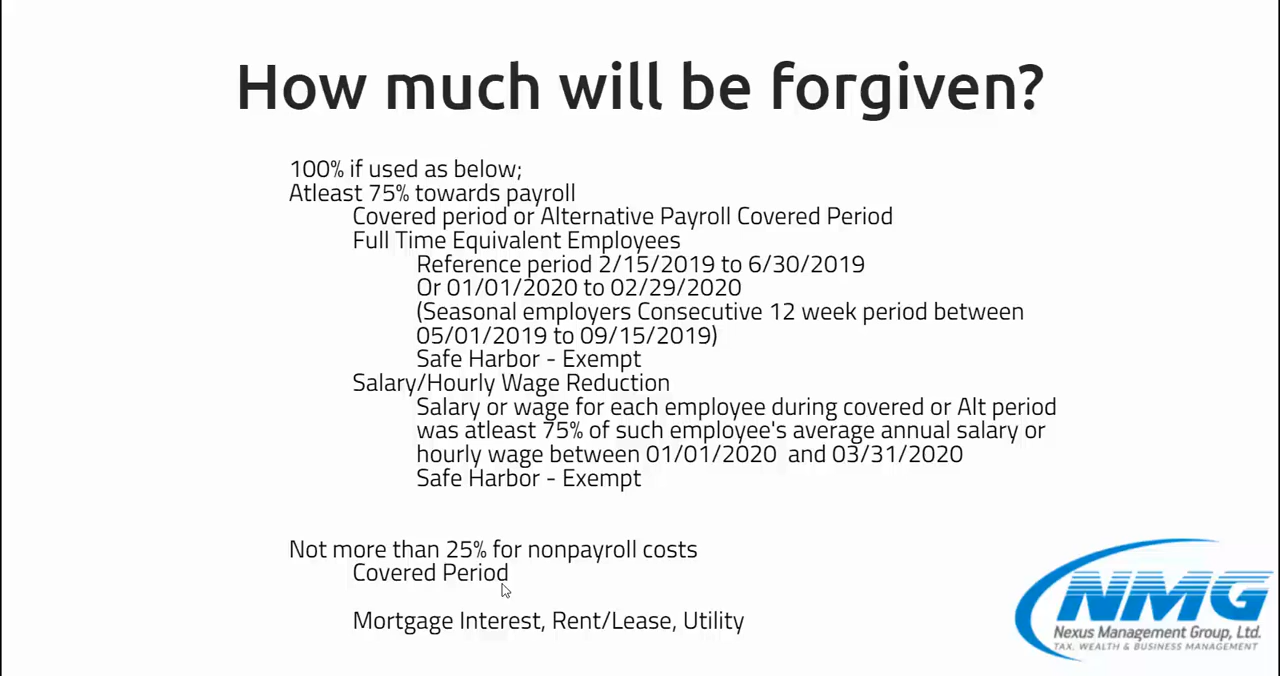 How much will be forgiven?
100% if used as below;
Atleast 75% towards payroll
Covered period or Alternative Payroll Covered Period
Full Time Equivalent Employees
Reference period 2/15/2019 to 6/30/2019
Or 01/01/2020 to 02/29/2020
(Seasonal employers Consecutive 12 week period between
05/01/2019 to 09/15/2019)
Safe Harbor - Exempt
Salary/Hourly Wage Reduction
Salary or wage for each employee during covered or Alt period
was atleast 75% of such employee's average annual salary or
hourly wage between 01/01/2020  and 03/31/2020
Safe Harbor - Exempt
Not more than 25% for nonpayroll costs
Covered Period
Mortgage Interest, Rent/Lease, Utility
NMG
Nexus Management Group, Ltd.
TAX, WEALTH & BUSINESS MANAGEMENT